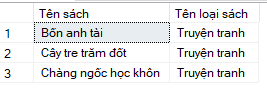 Tên sách Tên loại sách
1 Bốn anh tài Truyện tranh
2 Cây tre trăm đốt Truyện tranh
3 Chàng ngốc học khôn Truyện tranh